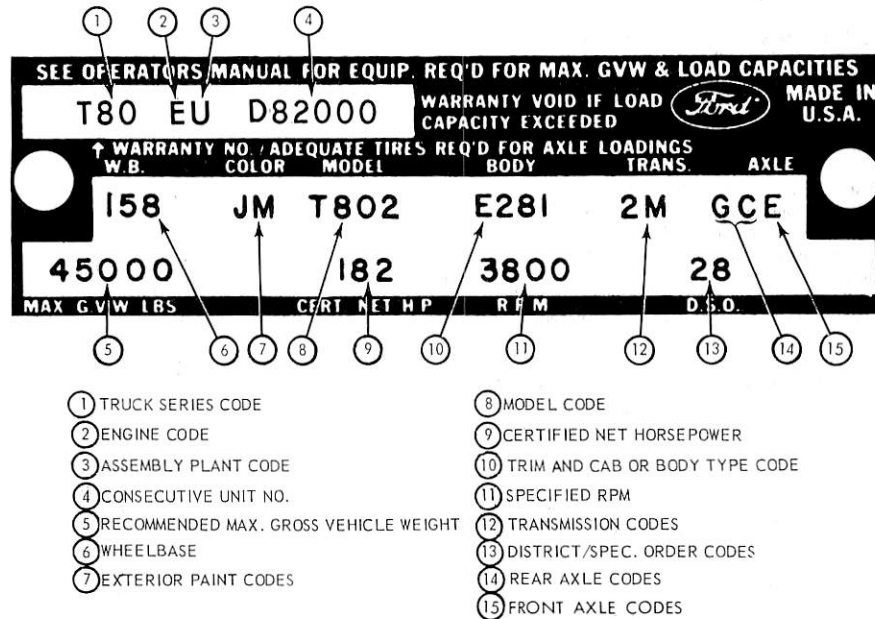 1 2 3 4
SEE OPERATORS MANUAL FOR EQUIP. REQ'D FOR MAX. GVW & LOAD CAPACITIES
T80 EU D82000 WARRANTY VOID IF LOAD CAPACITY EXCEEDED Ford MADE IN U.S.A.
↑ WARRANTY NO. / ADEQUATE TIRES REQ'D FOR AXLE LOADINGS
W.B. COLOR MODEL BODY TRANS. AXLE
158 JM T802 E281 2M GCE
45000 182 3800 28
MAX G.V.W LBS CERT NET H P R P M D.S.O.
5 6 7 8 9 10 11 12 13 14 15
1 TRUCK SERIES CODE
2 ENGINE CODE
3 ASSEMBLY PLANT CODE
4 CONSECUTIVE UNIT NO.
5 RECOMMENDED MAX. GROSS VEHICLE WEIGHT
6 WHEELBASE
7 EXTERIOR PAINT CODES
8 MODEL CODE
9 CERTIFIED NET HORSEPOWER
10 TRIM AND CAB OR BODY TYPE CODE
11 SPECIFIED RPM
12 TRANSMISSION CODES
13 DISTRICT/SPEC. ORDER CODES
14 REAR AXLE CODES
15 FRONT AXLE CODES